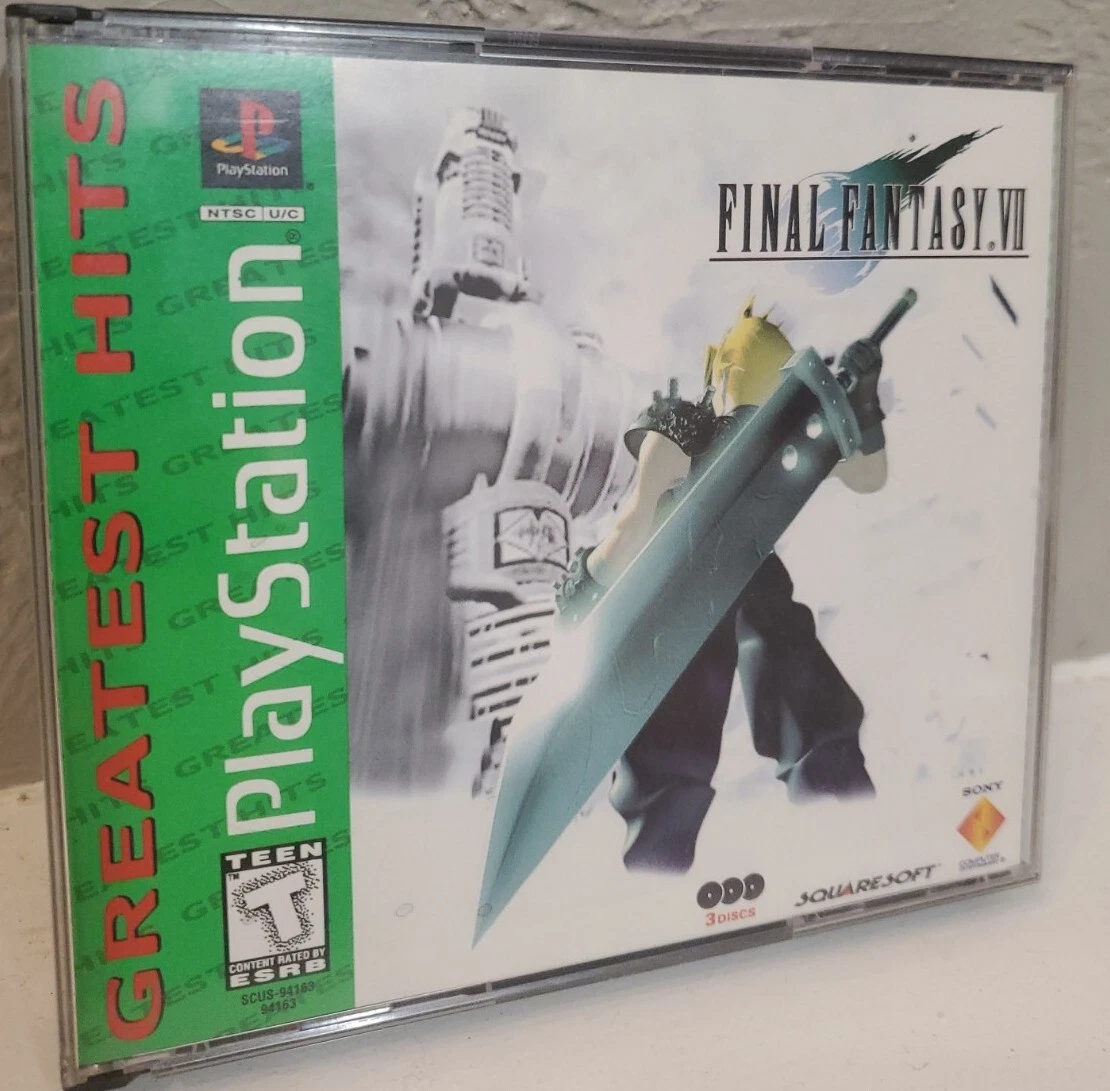 GREATEST HITS
PlayStation
NTSC U/C
PlayStation
TEEN
T
CONTENT RATED BY
ESRB
SCUS-94163
94163
FINAL FANTASY VII
3 DISCS
SQUARESOFT
SONY
COMPUTER